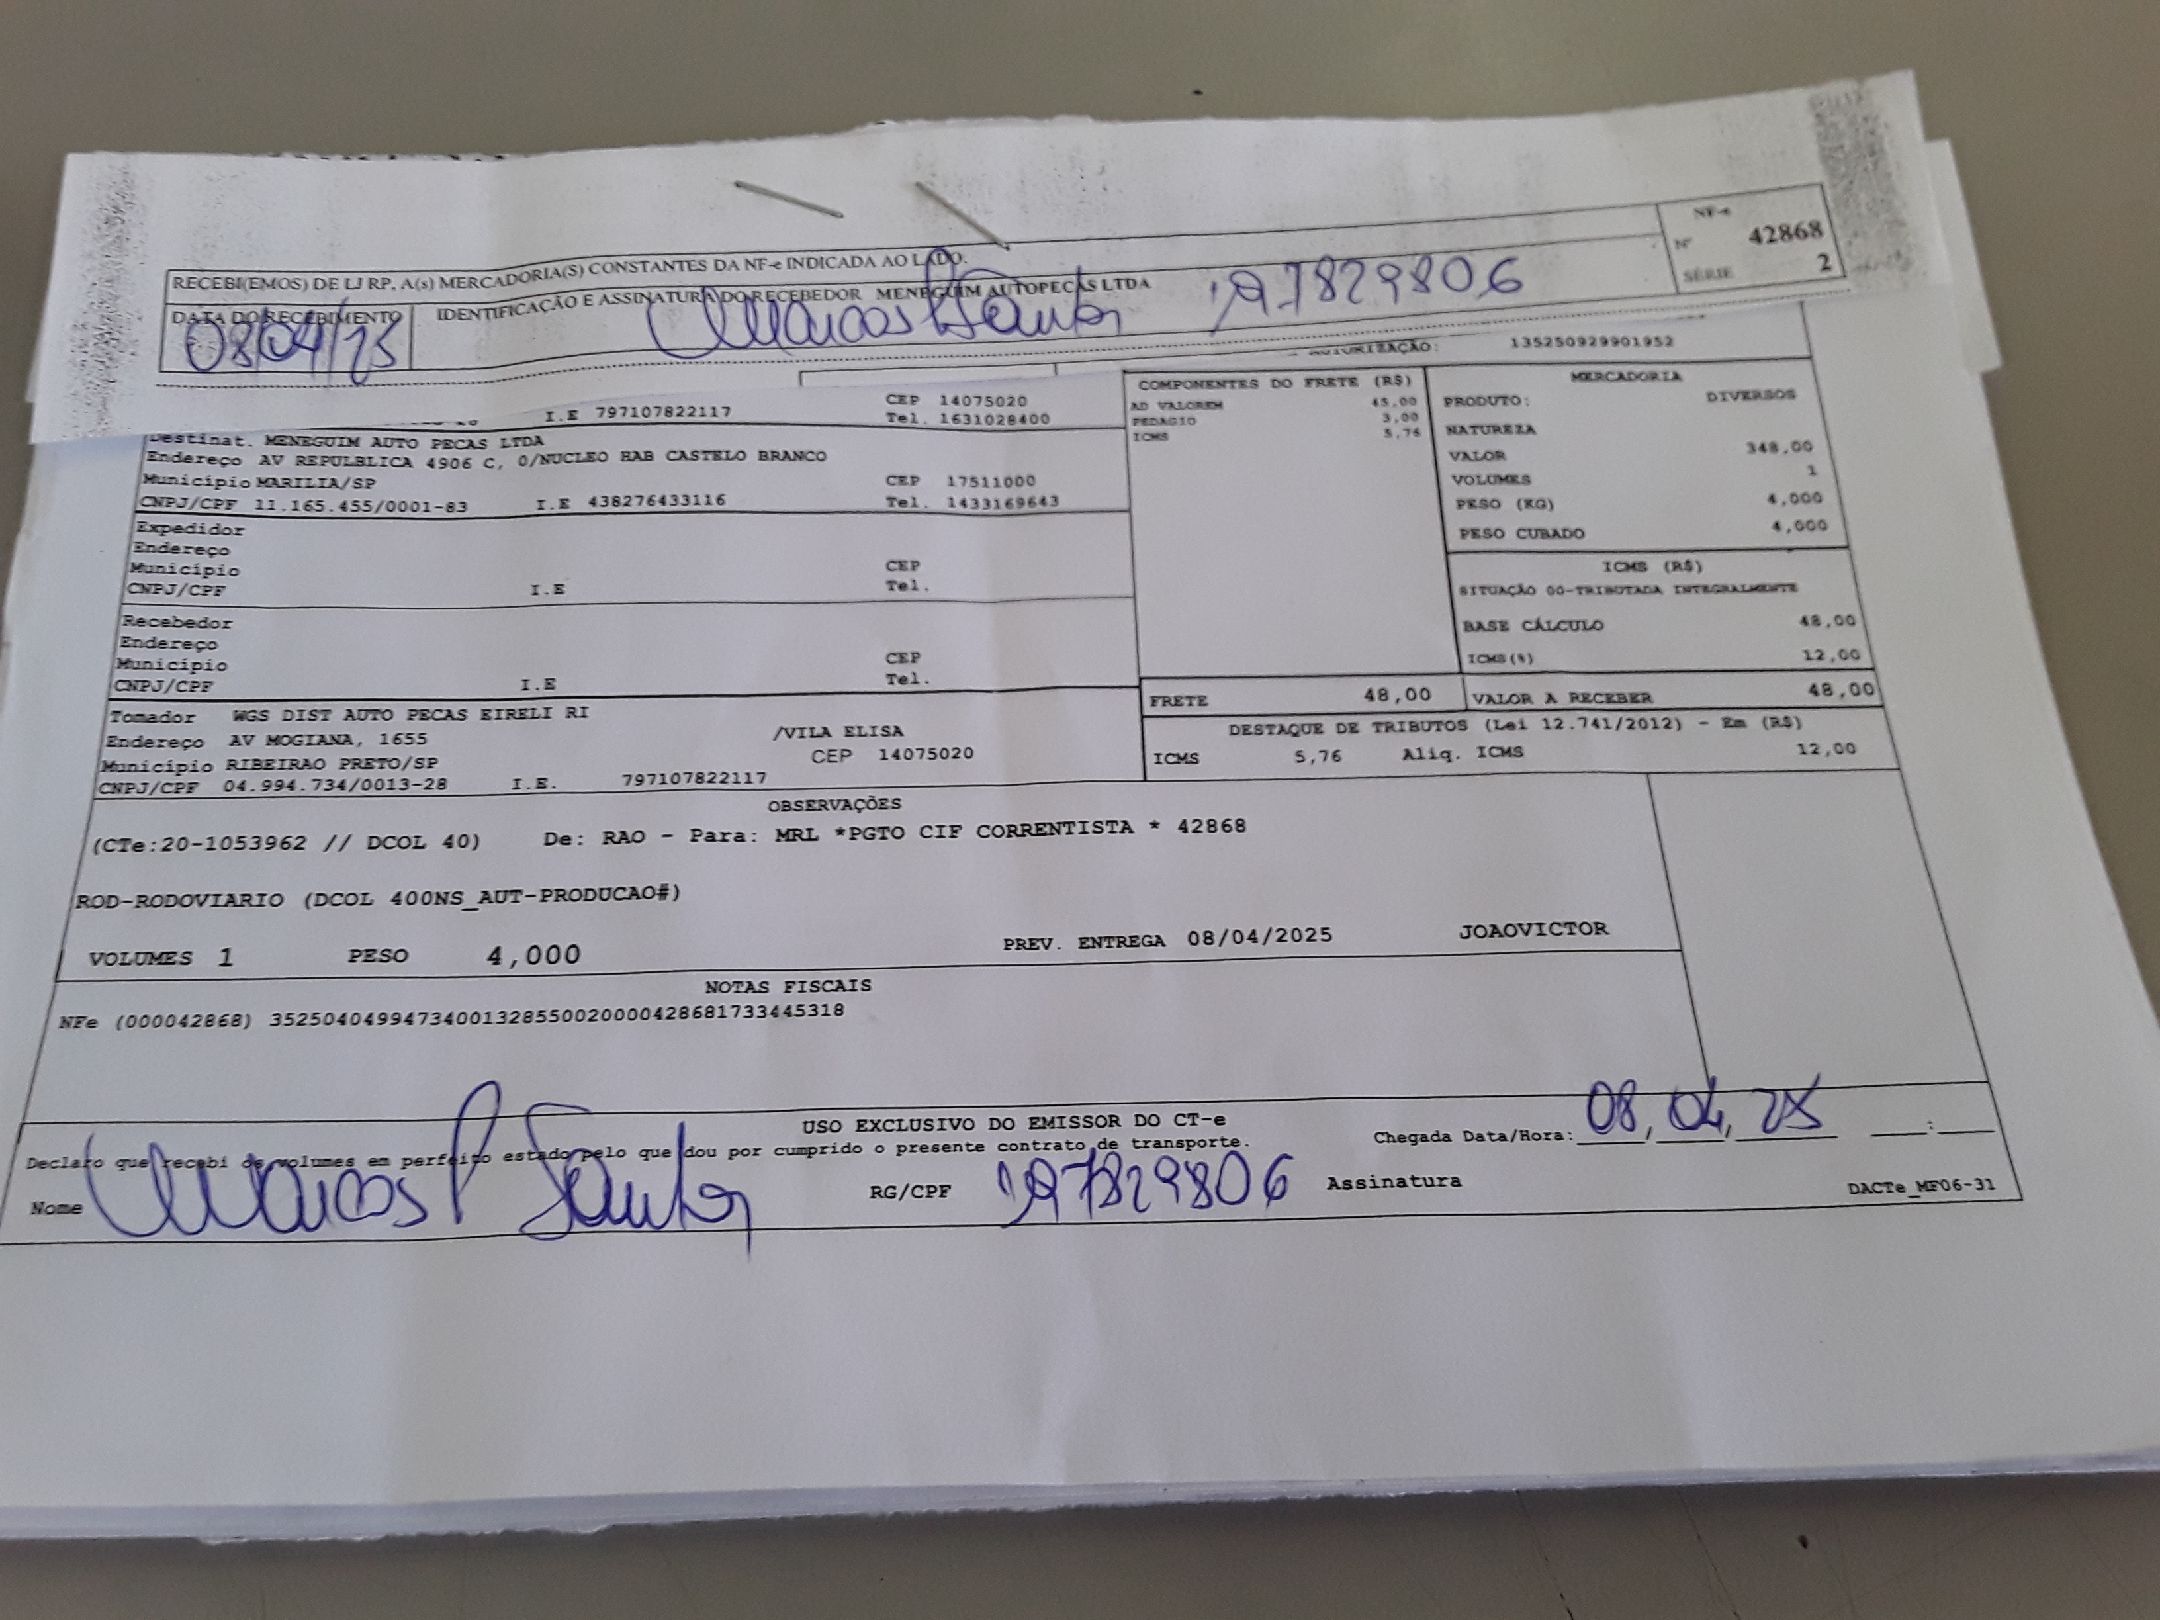 NF-e
Nº 42868
SÉRIE 2
RECEBI(EMOS) DE LJ RP, A(s) MERCADORIA(S) CONSTANTES DA NF-e INDICADA AO LADO.
DATA DO RECEBIMENTO
08/04/25
IDENTIFICAÇÃO E ASSINATURA DO RECEBEDOR MENEGUIM AUTOPECAS LTDA
Marcos P Santos
AUTORIZAÇÃO: 135250929901952
I.E 797107822117
CEP 14075020
Tel. 1631028400
Destinat. MENEGUIM AUTO PECAS LTDA
Endereço AV REPULBLICA 4906 C, 0/NUCLEO HAB CASTELO BRANCO
Município MARILIA/SP CEP 17511000
CNPJ/CPF 11.165.455/0001-83 I.E 438276433116 Tel. 1433169643
Expedidor
Endereço
Município CEP
CNPJ/CPF I.E Tel.
Recebedor
Endereço
Município CEP
CNPJ/CPF I.E Tel.
Tomador WGS DIST AUTO PECAS EIRELI RI
Endereço AV MOGIANA, 1655 /VILA ELISA
Município RIBEIRAO PRETO/SP CEP 14075020
CNPJ/CPF 04.994.734/0013-28 I.E. 797107822117
COMPONENTES DO FRETE (R$)
AD VALOREM 45,00
PEDAGIO 3,00
ICMS 5,76
MERCADORIA
PRODUTO: DIVERSOS
NATUREZA
VALOR 348,00
VOLUMES 1
PESO (KG) 4,000
PESO CUBADO 4,000
ICMS (R$)
SITUAÇÃO 00-TRIBUTADA INTEGRALMENTE
BASE CÁLCULO 48,00
ICMS(%) 12,00
FRETE 48,00 VALOR A RECEBER 48,00
DESTAQUE DE TRIBUTOS (Lei 12.741/2012) - Em (R$)
ICMS 5,76 Aliq. ICMS 12,00
OBSERVAÇÕES
(CTe:20-1053962 // DCOL 40) De: RAO - Para: MRL *PGTO CIF CORRENTISTA * 42868
ROD-RODOVIARIO (DCOL 400NS_AUT-PRODUCAO#)
VOLUMES 1 PESO 4,000 PREV. ENTREGA 08/04/2025 JOAOVICTOR
NOTAS FISCAIS
NFe (000042868) 35250404994734001328550020000428681733445318
USO EXCLUSIVO DO EMISSOR DO CT-e
Declaro que recebi os volumes em perfeito estado pelo que dou por cumprido o presente contrato de transporte.
Chegada Data/Hora: 08/04/25 ____:____
Nome Marcos P Santos RG/CPF Assinatura
DACTe_MF06-31